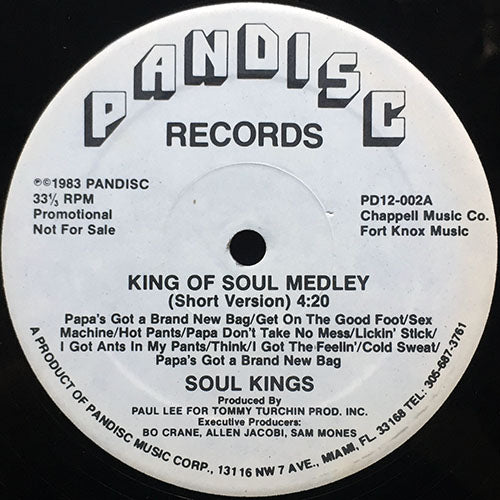 PANDISC
RECORDS
℗©1983 PANDISC
33⅓ RPM
Promotional
Not For Sale
PD12-002A
Chappell Music Co.
Fort Knox Music
KING OF SOUL MEDLEY
(Short Version) 4:20
Papa's Got a Brand New Bag/Get On The Good Foot/Sex
Machine/Hot Pants/Papa Don't Take No Mess/Lickin' Stick/
I Got Ants In My Pants/Think/I Got The Feelin'/Cold Sweat/
Papa's Got a Brand New Bag
SOUL KINGS
Produced By
PAUL LEE FOR TOMMY TURCHIN PROD. INC.
Executive Producers:
BO CRANE, ALLEN JACOBI, SAM MONES
A PRODUCT OF PANDISC MUSIC CORP., 13116 NW 7 AVE., MIAMI, FL. 33168 TEL: 305-687-3761